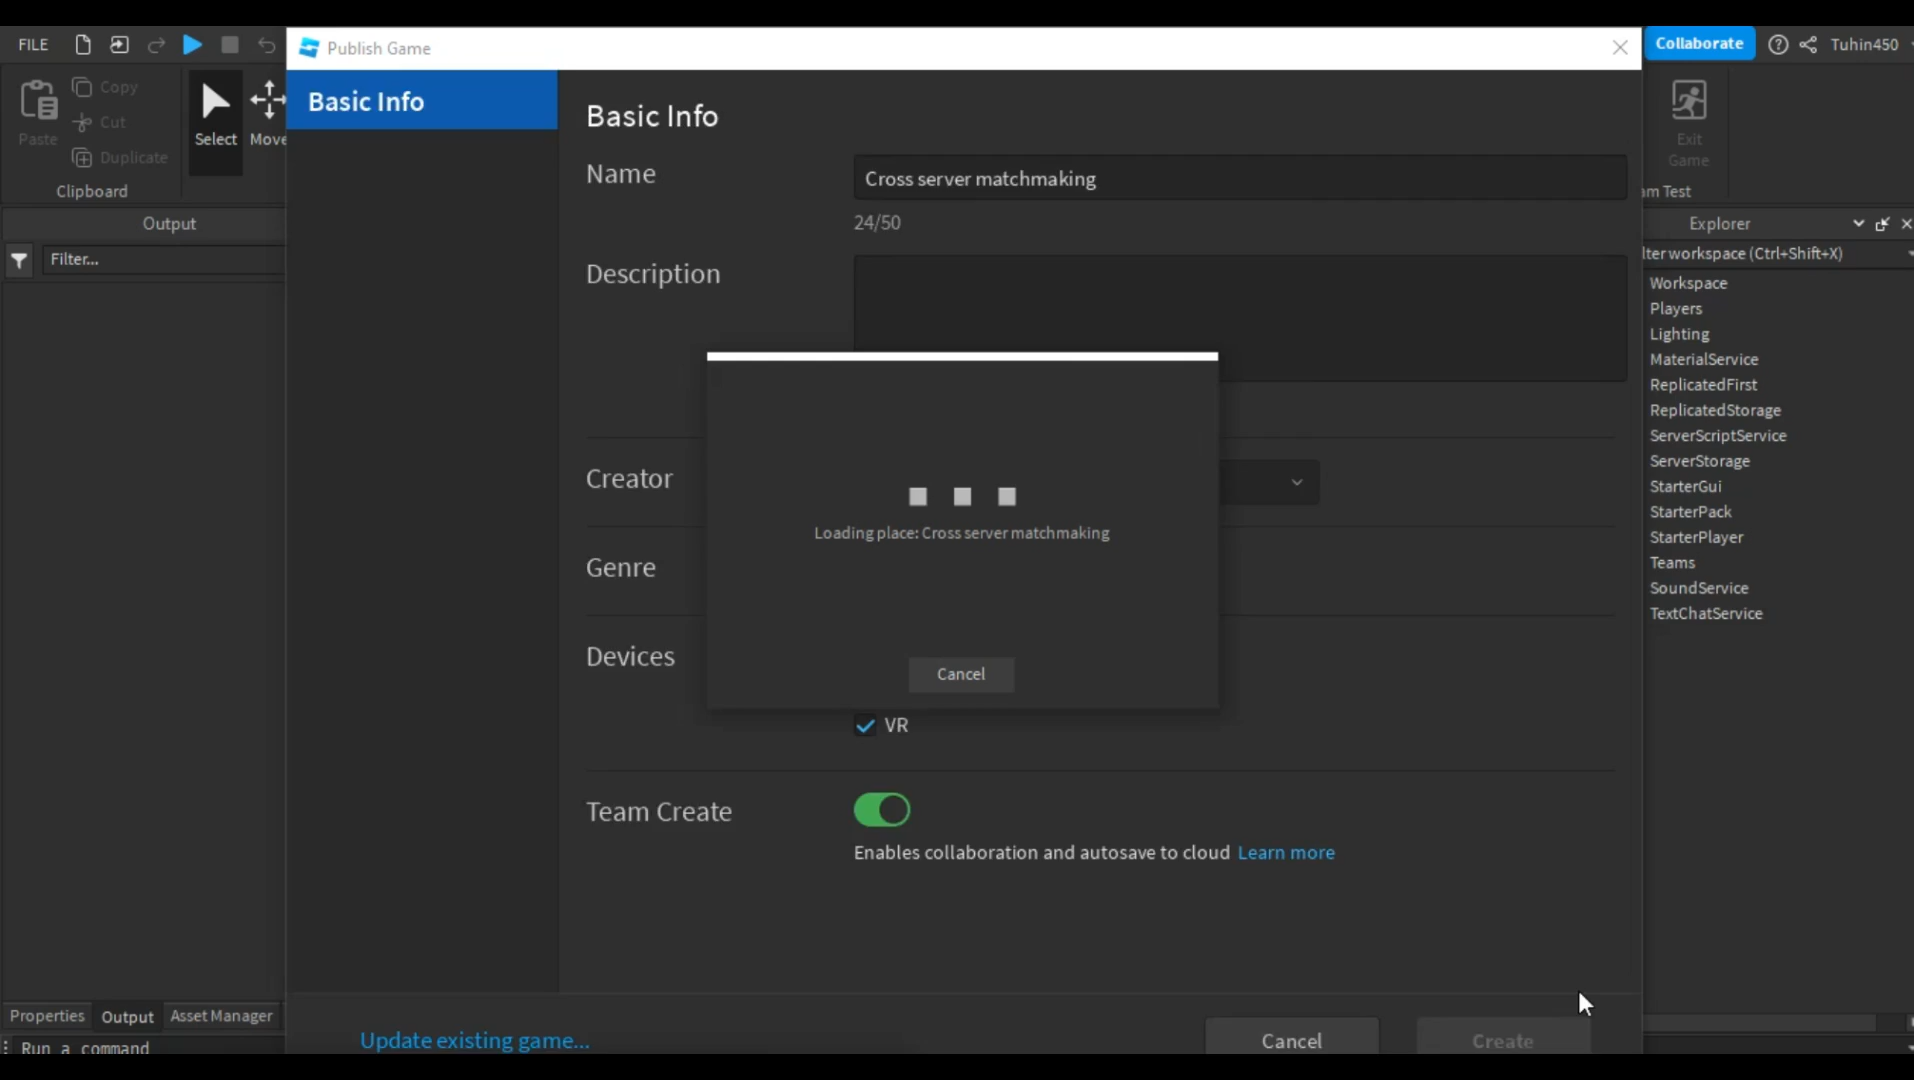 FILE
Publish Game
Collaborate
Tuhin450
Copy
Cut
Duplicate
Paste
Clipboard
Select
Move
Basic Info
Basic Info
Name
Cross server matchmaking
24/50
Description
Creator
Genre
Devices
Loading place: Cross server matchmaking
Cancel
VR
Team Create
Enables collaboration and autosave to cloud Learn more
Update existing game...
Cancel
Create
Exit
Game
am Test
Output
Filter...
Explorer
lter workspace (Ctrl+Shift+X)
Workspace
Players
Lighting
MaterialService
ReplicatedFirst
ReplicatedStorage
ServerScriptService
ServerStorage
StarterGui
StarterPack
StarterPlayer
Teams
SoundService
TextChatService
Properties
Output
Asset Manager
Run a command